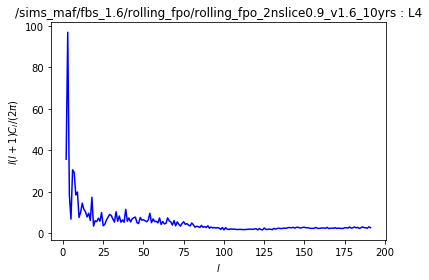 /sims_maf/fbs_1.6/rolling_fpo/rolling_fpo_2nslice0.9_v1.6_10yrs : L4
100
80
60
40
20
0
l(l + 1)C_l/(2π)
0 25 50 75 100 125 150 175 200
l